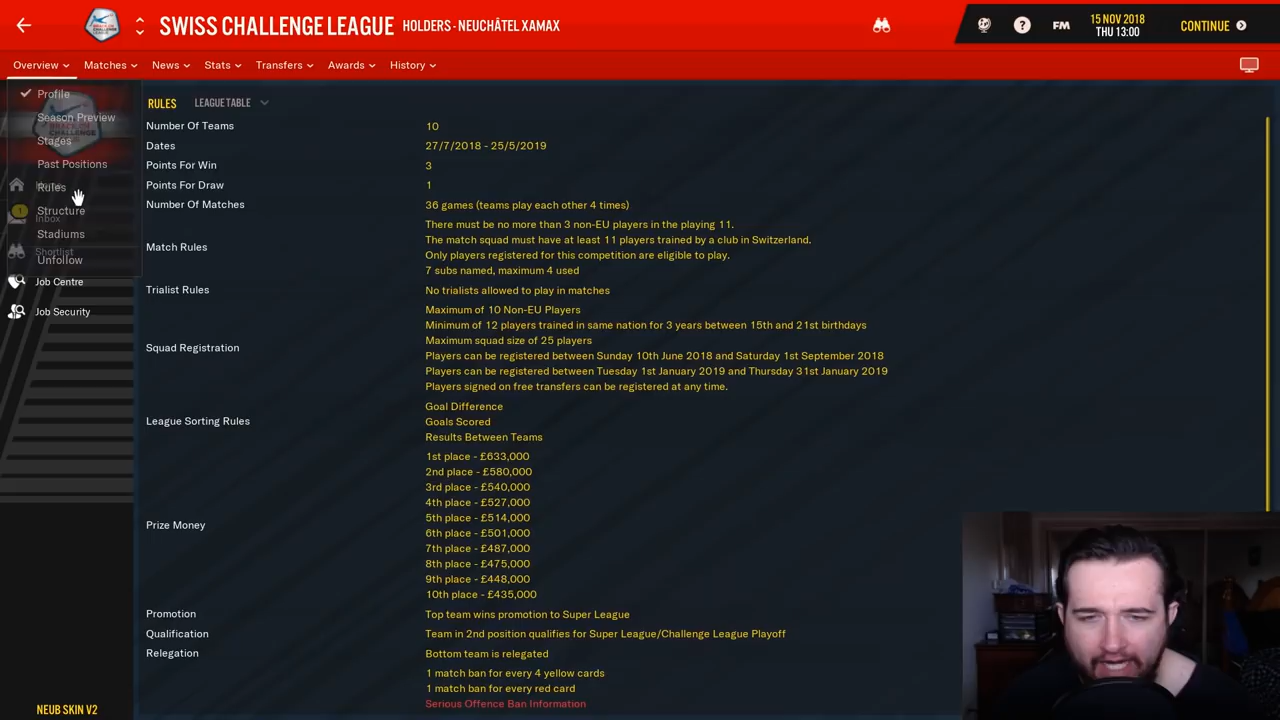 SWISS CHALLENGE LEAGUE HOLDERS - NEUCHÂTEL XAMAX
? FM 15 NOV 2018 THU 13:00 CONTINUE
Overview Matches News Stats Transfers Awards History
Profile
Season Preview
Stages
Past Positions
Rules
Structure
Inbox
Stadiums
Shortlist
Unfollow
Job Centre
Job Security
NEUB SKIN V2
RULES LEAGUE TABLE
Number Of Teams 10
Dates 27/7/2018 - 25/5/2019
Points For Win 3
Points For Draw 1
Number Of Matches 36 games (teams play each other 4 times)
Match Rules There must be no more than 3 non-EU players in the playing 11.
The match squad must have at least 11 players trained by a club in Switzerland.
Only players registered for this competition are eligible to play.
7 subs named, maximum 4 used
Trialist Rules No trialists allowed to play in matches
Squad Registration Maximum of 10 Non-EU Players
Minimum of 12 players trained in same nation for 3 years between 15th and 21st birthdays
Maximum squad size of 25 players
Players can be registered between Sunday 10th June 2018 and Saturday 1st September 2018
Players can be registered between Tuesday 1st January 2019 and Thursday 31st January 2019
Players signed on free transfers can be registered at any time.
League Sorting Rules Goal Difference
Goals Scored
Results Between Teams
Prize Money 1st place - £633,000
2nd place - £580,000
3rd place - £540,000
4th place - £527,000
5th place - £514,000
6th place - £501,000
7th place - £487,000
8th place - £475,000
9th place - £448,000
10th place - £435,000
Promotion Top team wins promotion to Super League
Qualification Team in 2nd position qualifies for Super League/Challenge League Playoff
Relegation Bottom team is relegated
1 match ban for every 4 yellow cards
1 match ban for every red card
Serious Offence Ban Information